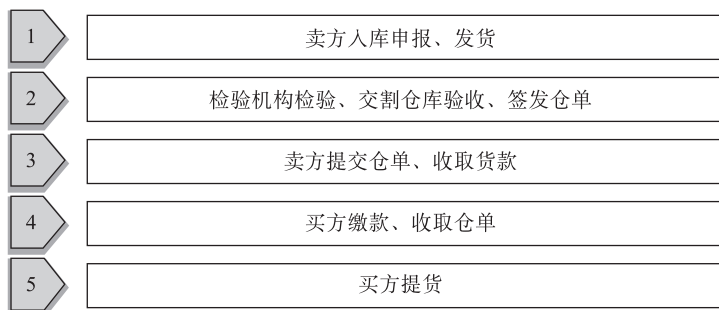 1 卖方入库申报、发货
2 检验机构检验、交割仓库验收、签发仓单
3 卖方提交仓单、收取货款
4 买方缴款、收取仓单
5 买方提货